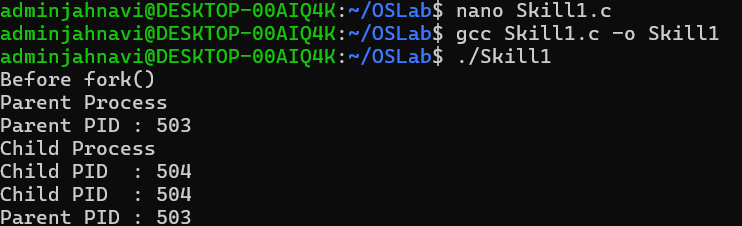 adminjahnavi@DESKTOP-00AIQ4K:~/OSLab$ nano Skill1.c
adminjahnavi@DESKTOP-00AIQ4K:~/OSLab$ gcc Skill1.c -o Skill1
adminjahnavi@DESKTOP-00AIQ4K:~/OSLab$ ./Skill1
Before fork()
Parent Process
Parent PID : 503
Child Process
Child PID  : 504
Child PID  : 504
Parent PID : 503